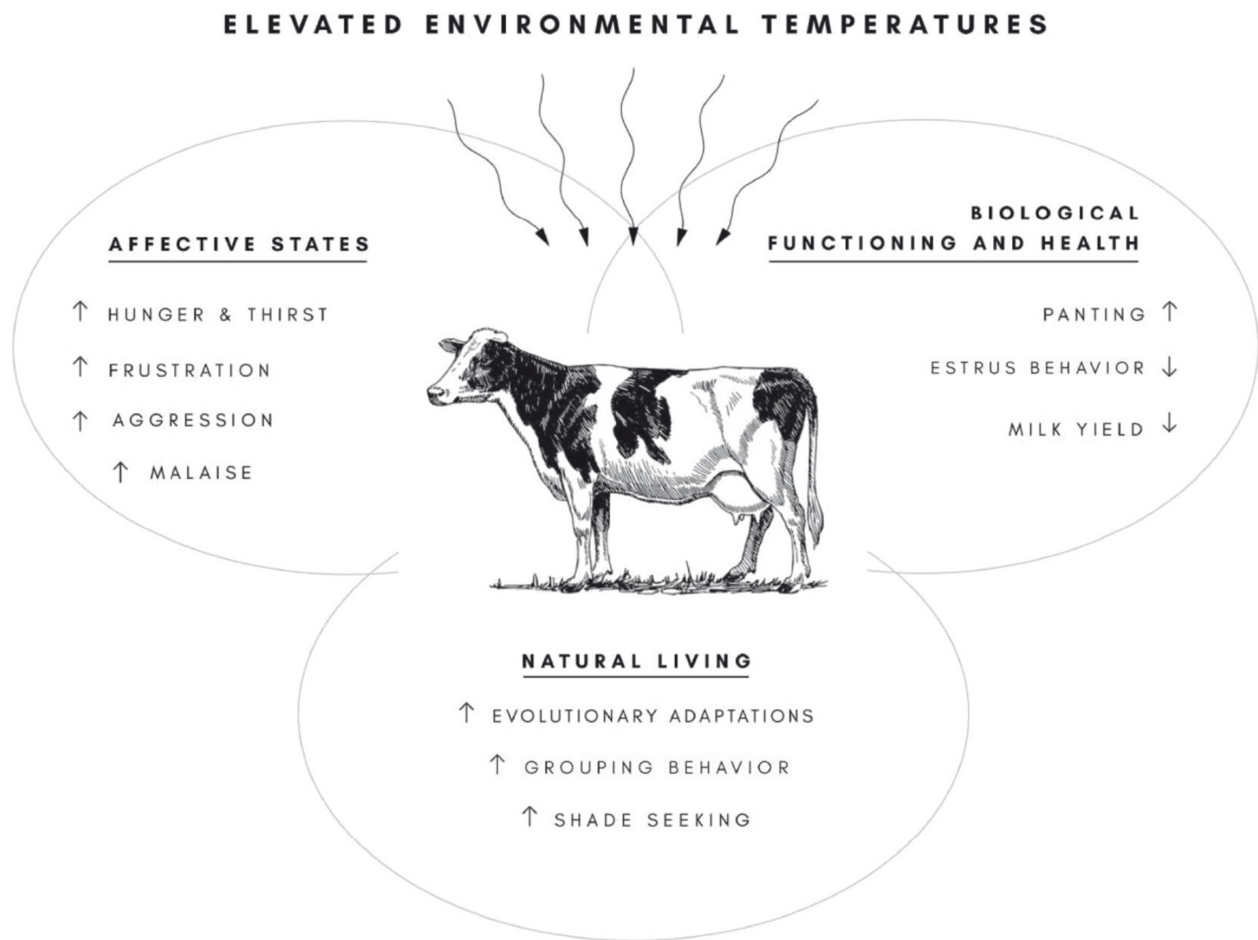 ELEVATED ENVIRONMENTAL TEMPERATURES
AFFECTIVE STATES
↑ HUNGER & THIRST
↑ FRUSTRATION
↑ AGGRESSION
↑ MALAISE
BIOLOGICAL
FUNCTIONING AND HEALTH
PANTING ↑
ESTRUS BEHAVIOR ↓
MILK YIELD ↓
NATURAL LIVING
↑ EVOLUTIONARY ADAPTATIONS
↑ GROUPING BEHAVIOR
↑ SHADE SEEKING